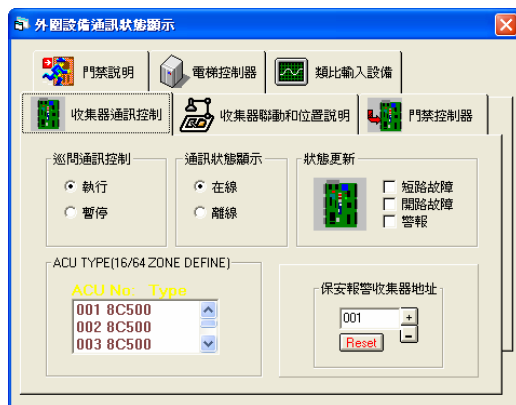 外圍設備通訊狀態顯示
門禁說明
電梯控制器
類比輸入設備
收集器通訊控制
收集器聯動和位置說明
門禁控制器
巡問通訊控制
執行
暫停
通訊狀態顯示
在線
離線
狀態更新
短路故障
開路故障
警報
ACU TYPE(16/64 ZONE DEFINE)
ACU No: Type
001 8C500
002 8C500
003 8C500
保安報警收集器地址
001
+
-
Reset